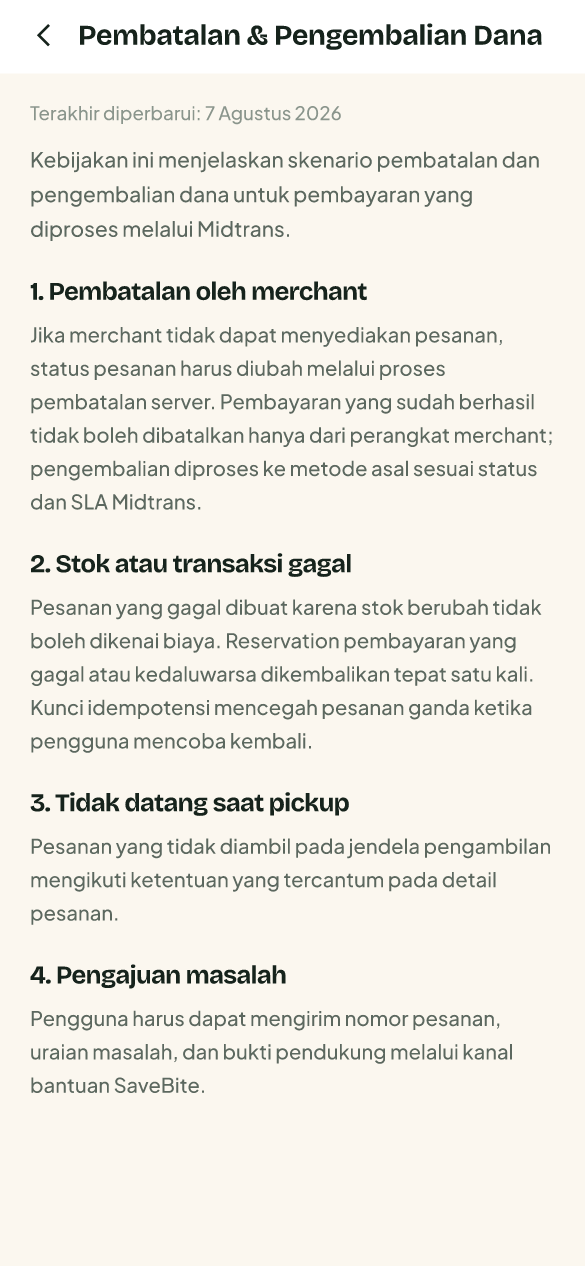 Pembatalan & Pengembalian Dana
Terakhir diperbarui: 7 Agustus 2026
Kebijakan ini menjelaskan skenario pembatalan dan
pengembalian dana untuk pembayaran yang
diproses melalui Midtrans.
1. Pembatalan oleh merchant
Jika merchant tidak dapat menyediakan pesanan,
status pesanan harus diubah melalui proses
pembatalan server. Pembayaran yang sudah berhasil
tidak boleh dibatalkan hanya dari perangkat merchant;
pengembalian diproses ke metode asal sesuai status
dan SLA Midtrans.
2. Stok atau transaksi gagal
Pesanan yang gagal dibuat karena stok berubah tidak
boleh dikenai biaya. Reservation pembayaran yang
gagal atau kedaluwarsa dikembalikan tepat satu kali.
Kunci idempotensi mencegah pesanan ganda ketika
pengguna mencoba kembali.
3. Tidak datang saat pickup
Pesanan yang tidak diambil pada jendela pengambilan
mengikuti ketentuan yang tercantum pada detail
pesanan.
4. Pengajuan masalah
Pengguna harus dapat mengirim nomor pesanan,
uraian masalah, dan bukti pendukung melalui kanal
bantuan SaveBite.